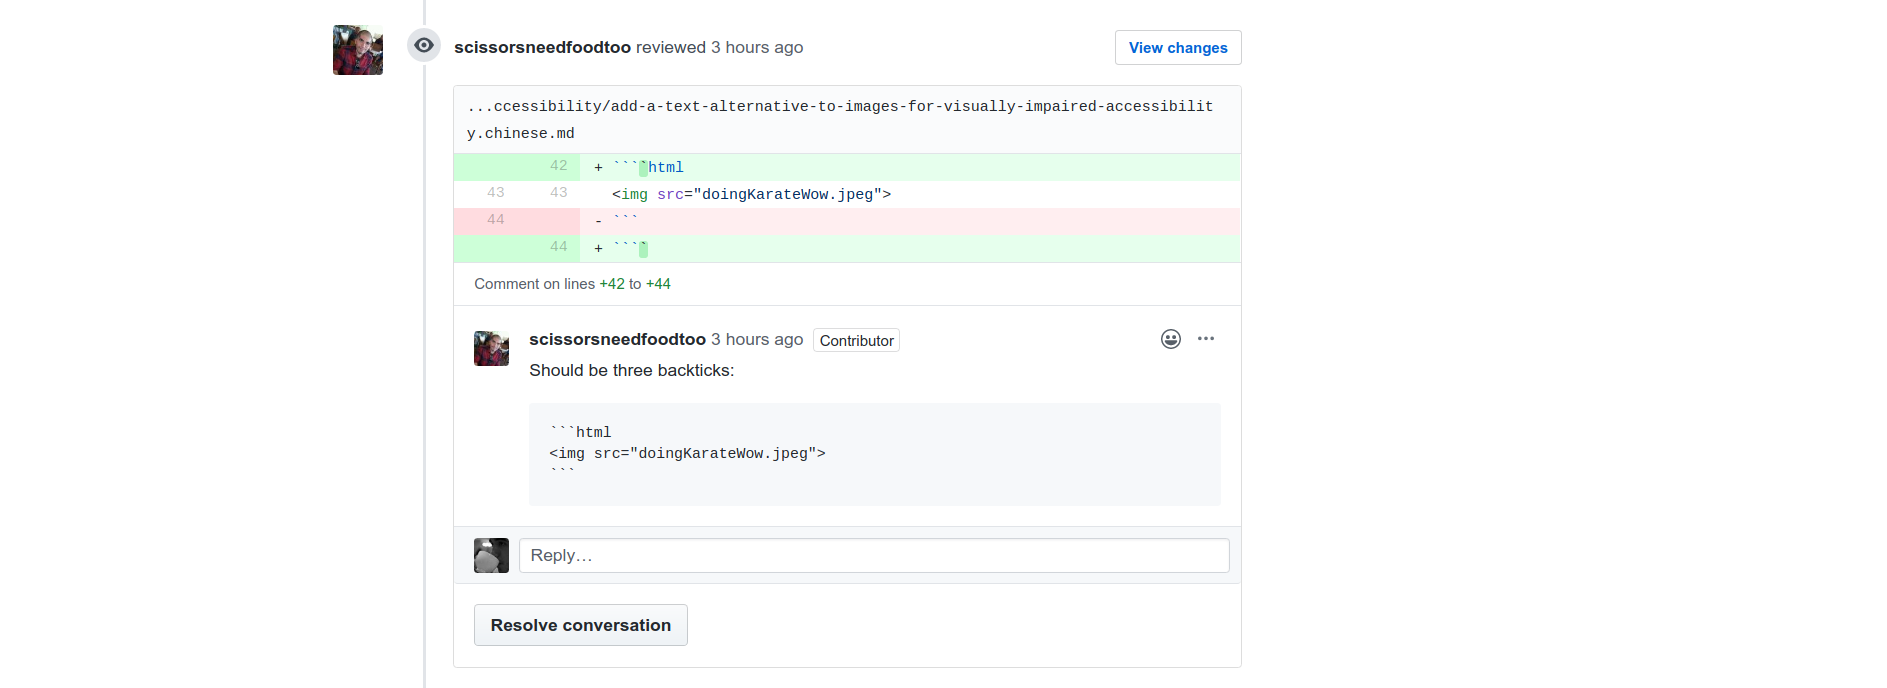 scissorsneedfoodtoo reviewed 3 hours ago
View changes
...ccessibility/add-a-text-alternative-to-images-for-visually-impaired-accessibilit
y.chinese.md
42 + ````html
43 43 <img src="doingKarateWow.jpeg">
44 - ```
44 + ````
Comment on lines +42 to +44
scissorsneedfoodtoo 3 hours ago Contributor
Should be three backticks:
```html
<img src="doingKarateWow.jpeg">
```
Reply…
Resolve conversation